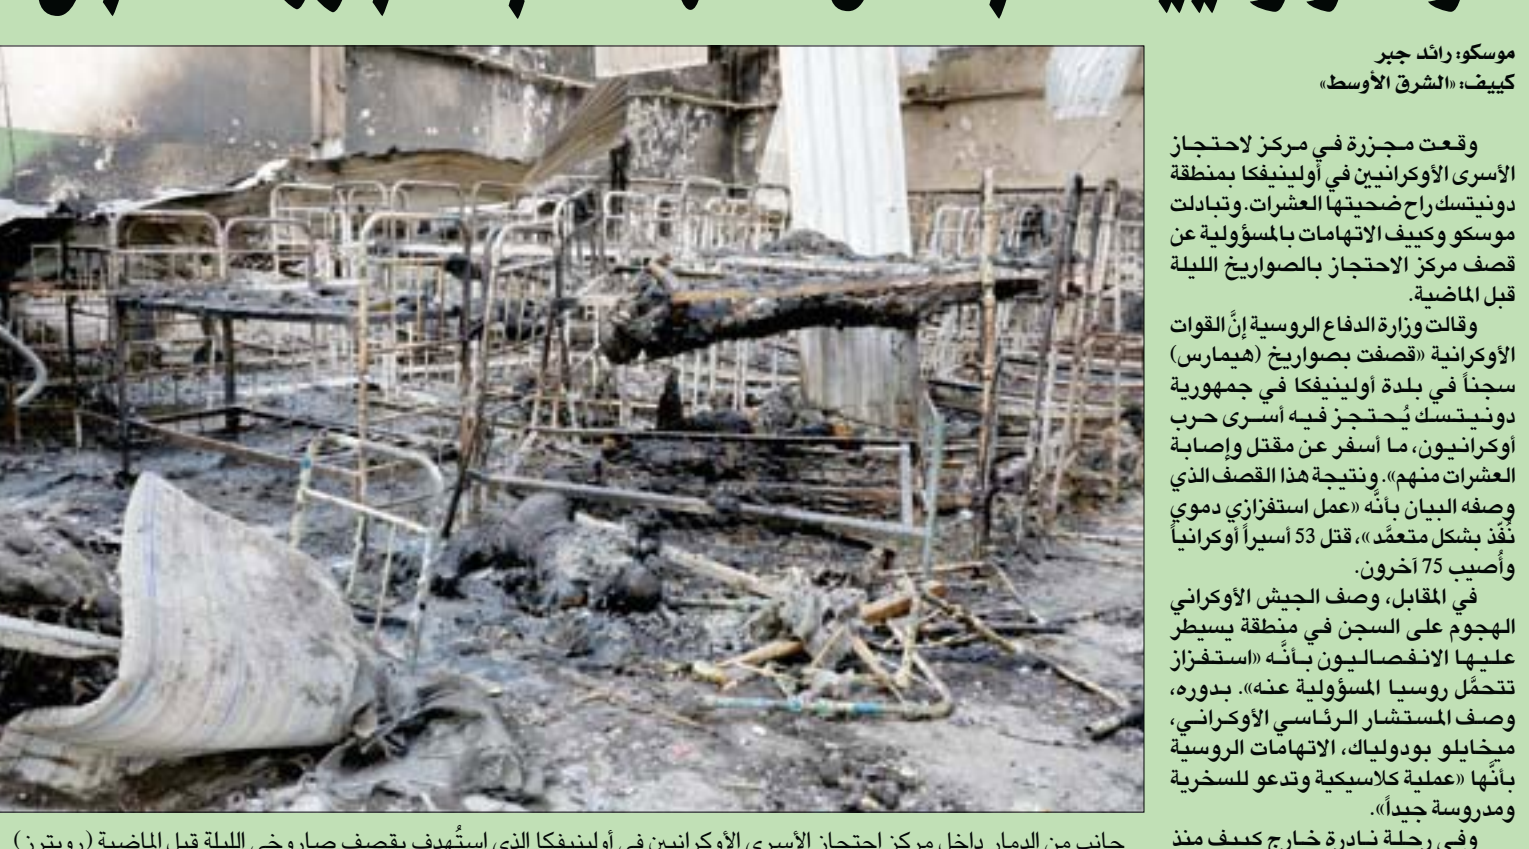 موسكو: رائد جبر
كييف: «الشرق الأوسط»
وقعت مجزرة في مركز لاحتجاز
الأسرى الأوكرانيين في أولينيفكا بمنطقة
دونيتسك راح ضحيتها العشرات. وتبادلت
موسكو وكييف الاتهامات بالمسؤولية عن
قصف مركز الاحتجاز بالصواريخ الليلة
قبل الماضية.
وقالت وزارة الدفاع الروسية إنَّ القوات
الأوكرانية «قصفت بصواريخ (هيمارس)
سجناً في بلدة أولينيفكا في جمهورية
دونيتسك يُحتجز فيه أسرى حرب
أوكرانيون، ما أسفر عن مقتل وإصابة
العشرات منهم». ونتيجة هذا القصف الذي
وصفه البيان بأنَّه «عمل استفزازي دموي
نُفِّذ بشكل متعمَّد»، قتل 53 أسيراً أوكرانياً
وأُصيب 75 آخرون.
في المقابل، وصف الجيش الأوكراني
الهجوم على السجن في منطقة يسيطر
عليها الانفصاليون بأنَّه «استفزاز
تتحمَّل روسيا المسؤولية عنه». بدوره،
وصف المستشار الرئاسي الأوكراني،
ميخايلو بودولياك، الاتهامات الروسية
بأنَّها «عملية كلاسيكية وتدعو للسخرية
ومدروسة جيداً».
وفي رحلة نادرة خارج كييف منذ
جانب من الدمار داخل مركز احتجاز الأسرى الأوكرانيين في أولينيفكا الذي استُهدف بقصف صاروخي الليلة قبل الماضية (رويترز)